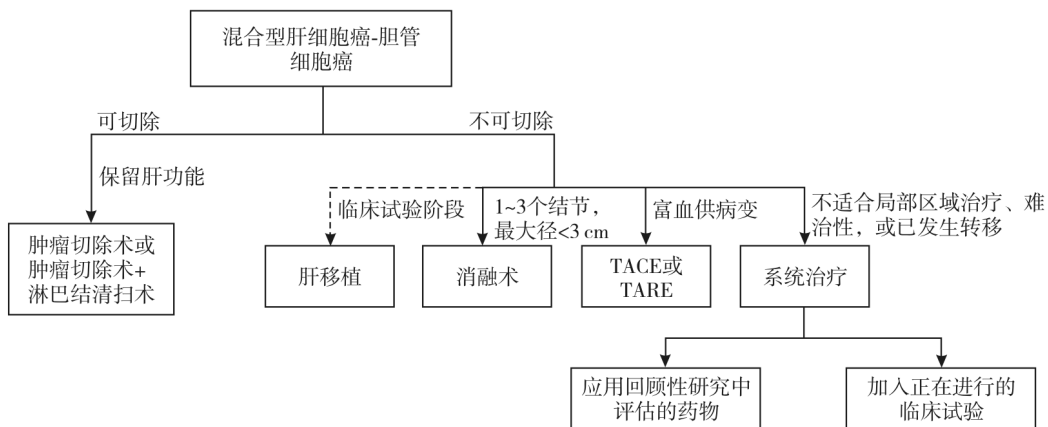 混合型肝细胞癌-胆管
细胞癌
可切除
不可切除
保留肝功能
临床试验阶段
1~3个结节，
最大径<3 cm
富血供病变
不适合局部区域治疗、难
治性，或已发生转移
肿瘤切除术或
肿瘤切除术+
淋巴结清扫术
肝移植
消融术
TACE或
TARE
系统治疗
应用回顾性研究中
评估的药物
加入正在进行的
临床试验